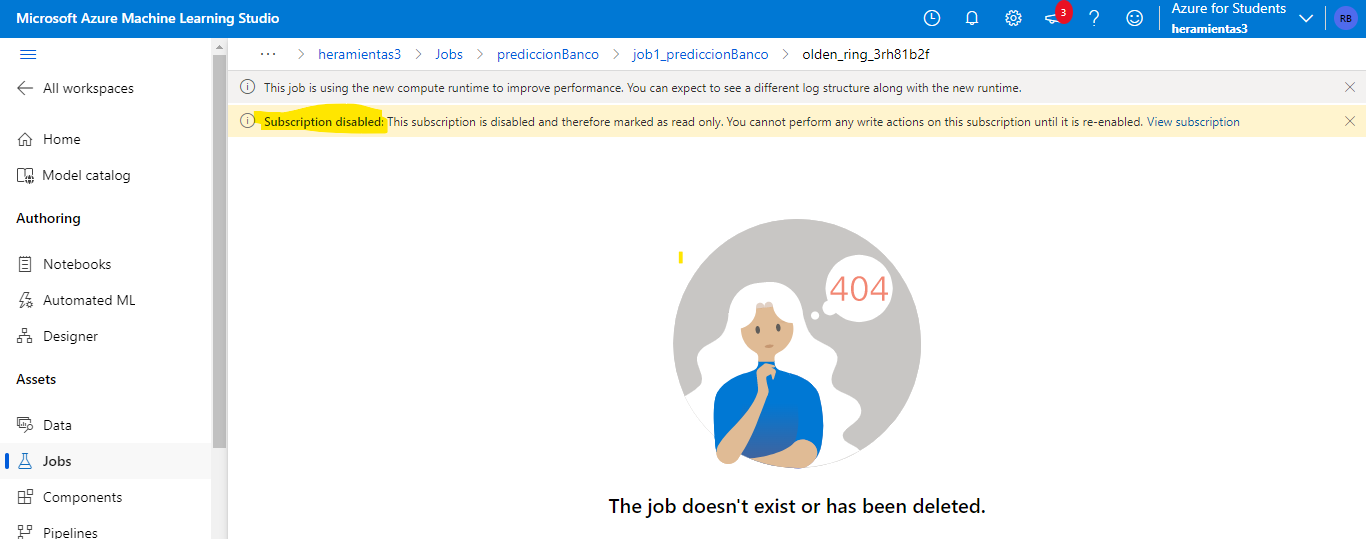 Microsoft Azure Machine Learning Studio
3
Azure for Students
heramientas3
RB
··· > heramientas3 > Jobs > prediccionBanco > job1_prediccionBanco > olden_ring_3rh81b2f
This job is using the new compute runtime to improve performance. You can expect to see a different log structure along with the new runtime.
Subscription disabled: This subscription is disabled and therefore marked as read only. You cannot perform any write actions on this subscription until it is re-enabled. View subscription
All workspaces
Home
Model catalog
Authoring
Notebooks
Automated ML
Designer
Assets
Data
Jobs
Components
Pipelines
404
The job doesn't exist or has been deleted.